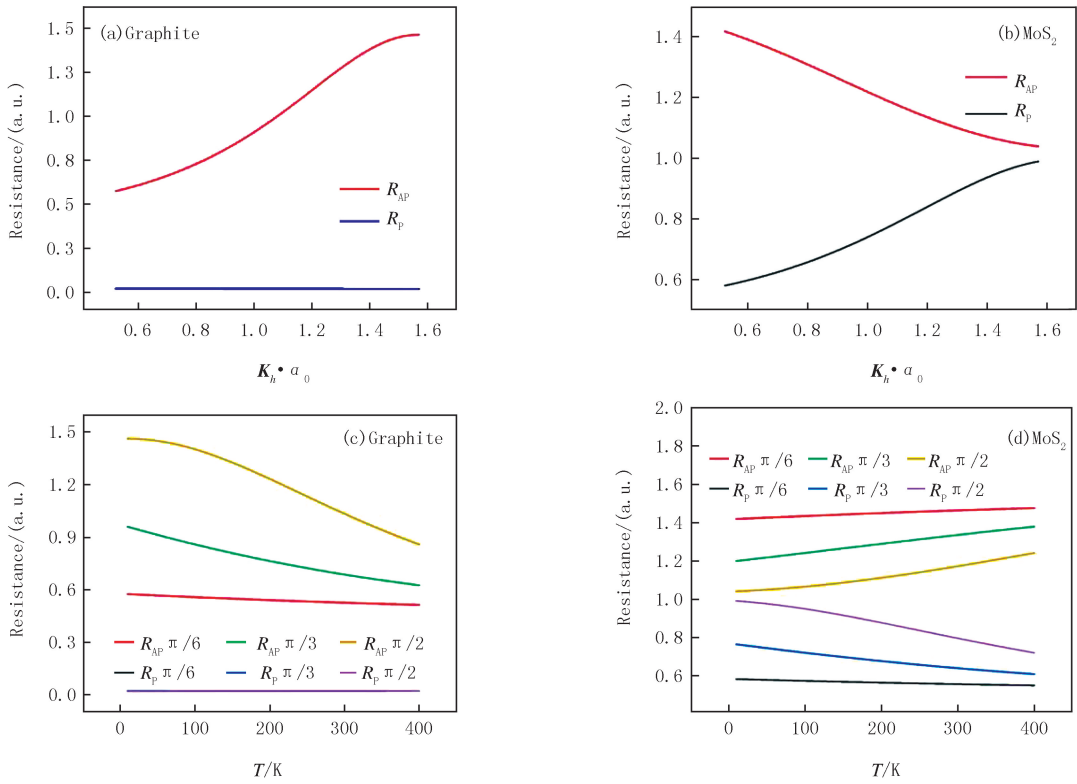 (a)Graphite
Resistance/(a.u.)
1.5
1.3
1.0
0.8
0.5
0.3
0.0
R_AP
R_P
0.6 0.8 1.0 1.2 1.4 1.6
K_h•a_0
(b)MoS_2
Resistance/(a.u.)
1.4
1.2
1.0
0.8
0.6
R_AP
R_P
0.6 0.8 1.0 1.2 1.4 1.6
K_h•a_0
(c)Graphite
Resistance/(a.u.)
1.5
1.2
0.9
0.6
0.3
0.0
R_AP π/6 R_AP π/3 R_AP π/2
R_P π/6 R_P π/3 R_P π/2
0 100 200 300 400
T/K
(d)MoS_2
Resistance/(a.u.)
2.0
1.8
1.6
1.4
1.2
1.0
0.8
0.6
R_AP π/6 R_AP π/3 R_AP π/2
R_P π/6 R_P π/3 R_P π/2
0 100 200 300 400
T/K